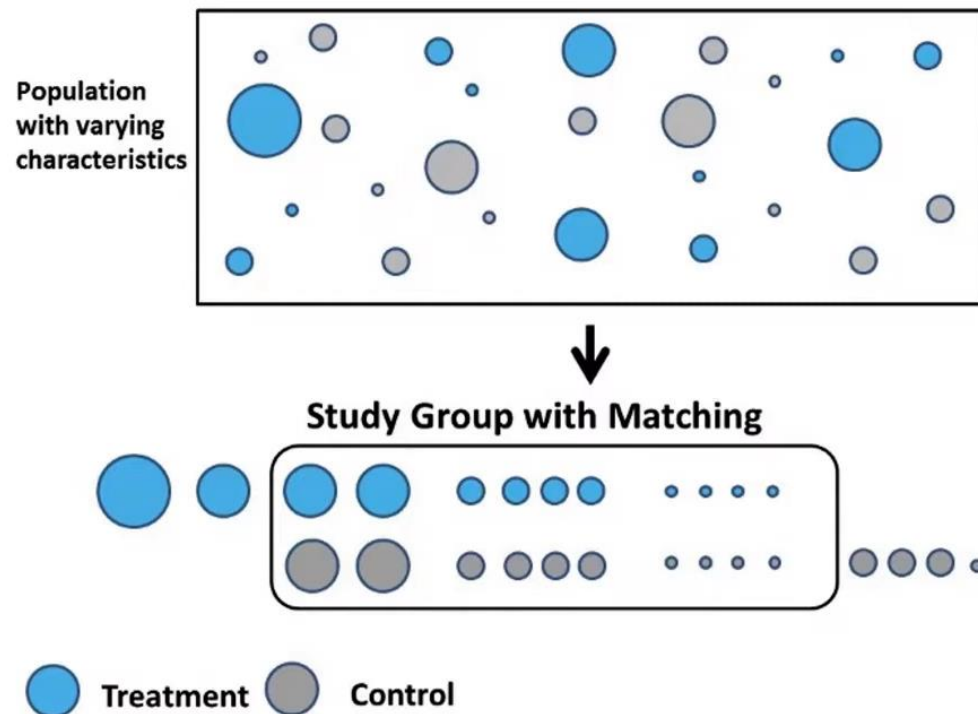 Population
with varying
characteristics
Study Group with Matching
Treatment
Control